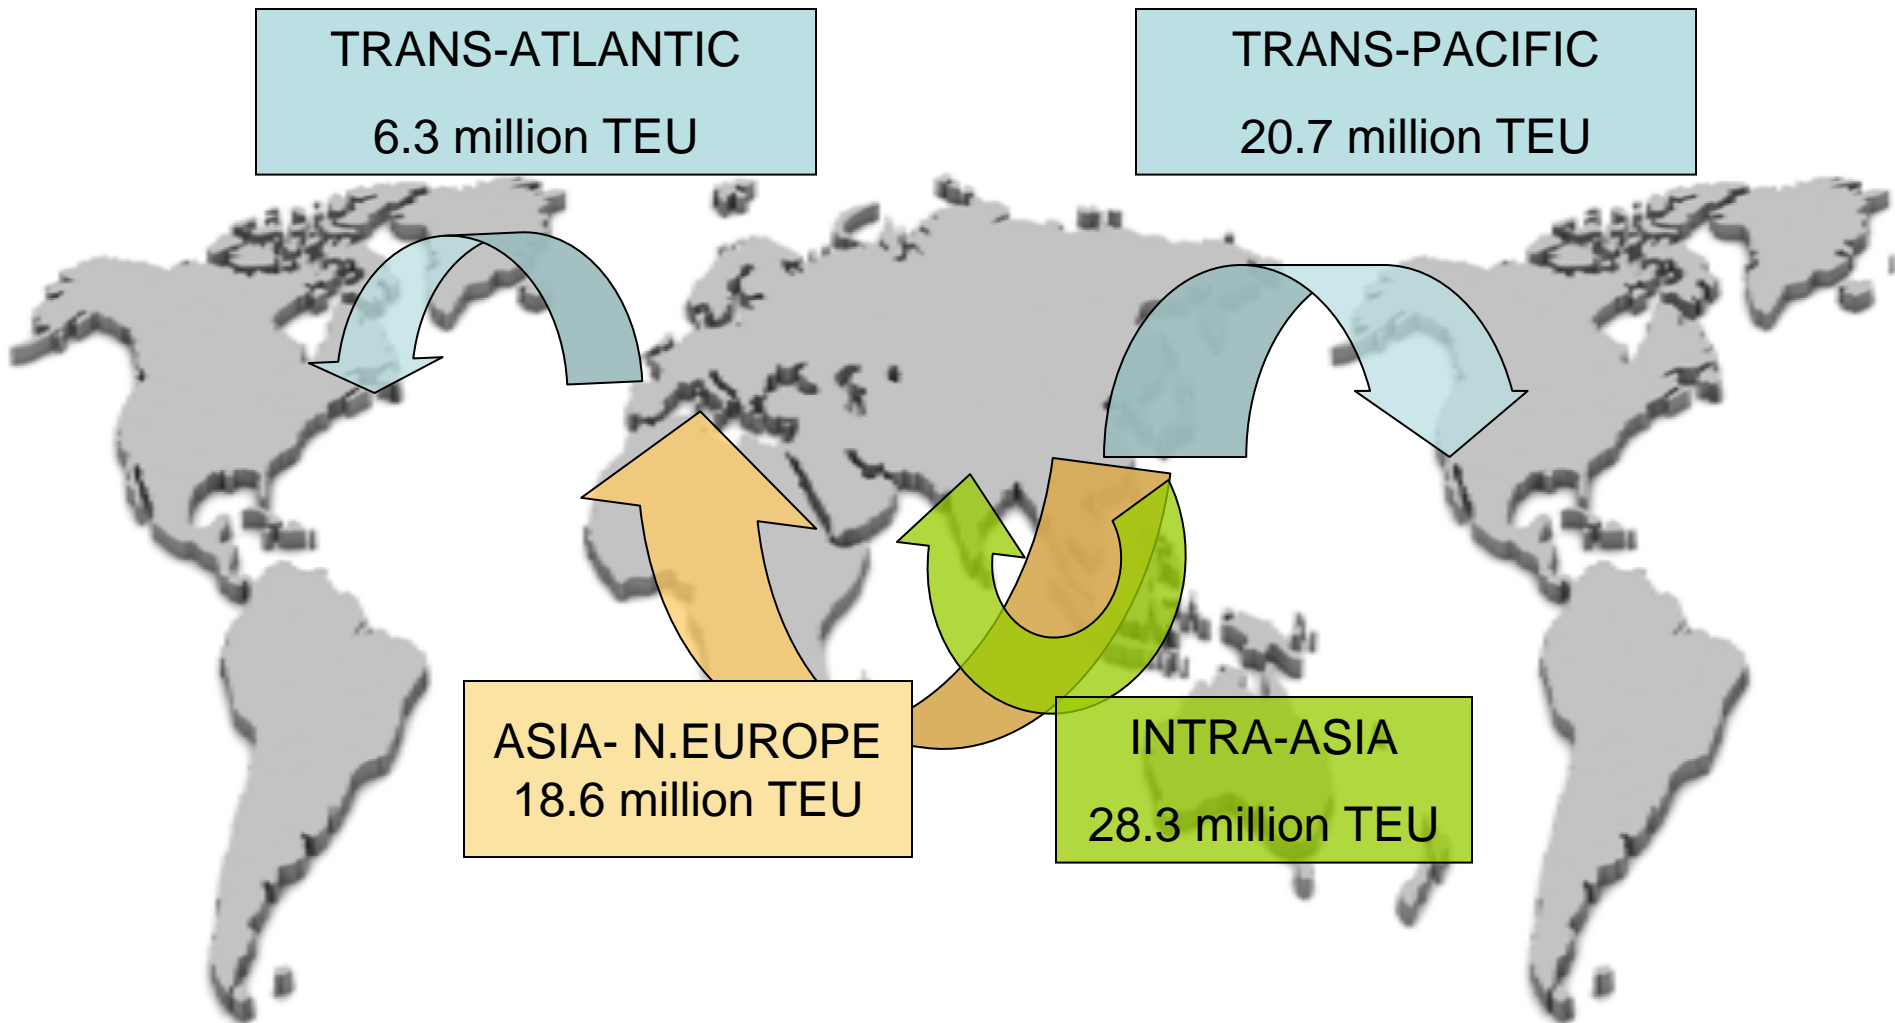 TRANS-ATLANTIC
6.3 million TEU
TRANS-PACIFIC
20.7 million TEU
ASIA- N.EUROPE
18.6 million TEU
INTRA-ASIA
28.3 million TEU